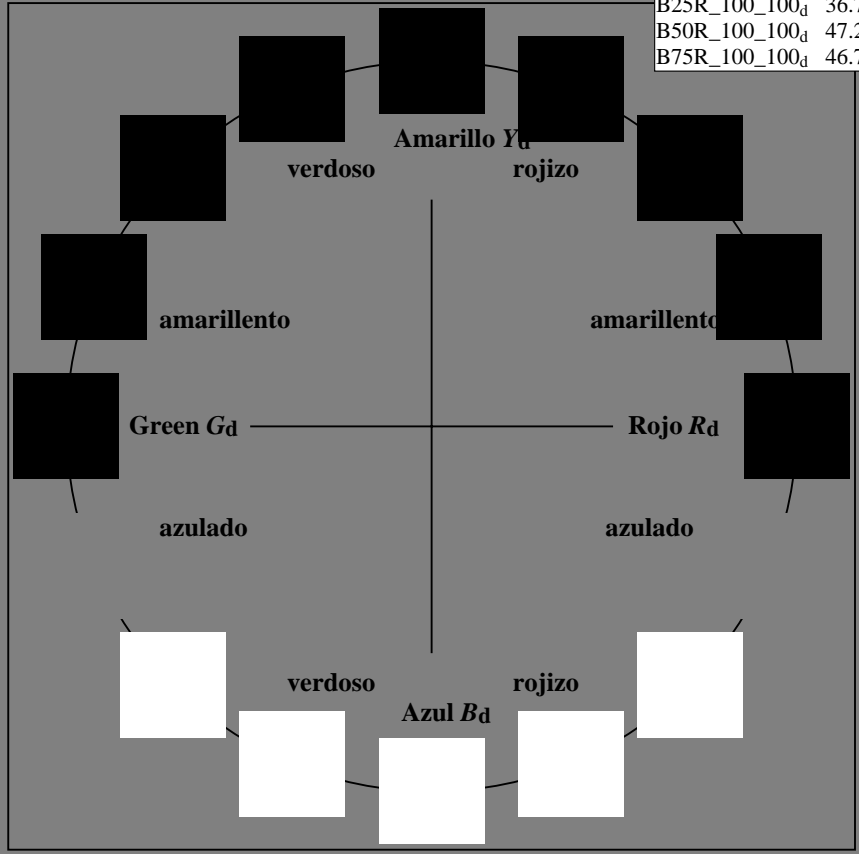 B25R_100_100d 36.7
B50R_100_100d 47.2
B75R_100_100d 46.7
Amarillo Yd
verdoso rojizo
amarillento amarillento
Green Gd Rojo Rd
azulado azulado
verdoso rojizo
Azul Bd